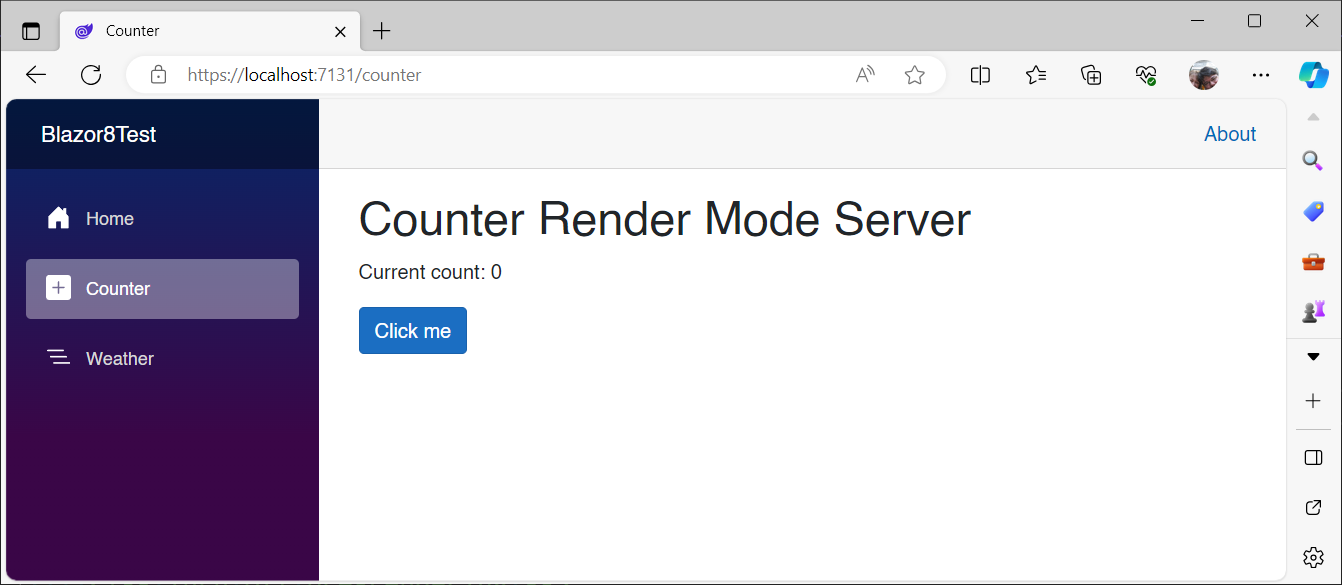 Counter
https://localhost:7131/counter
Blazor8Test
About
Home
Counter
Weather
Counter Render Mode Server
Current count: 0
Click me